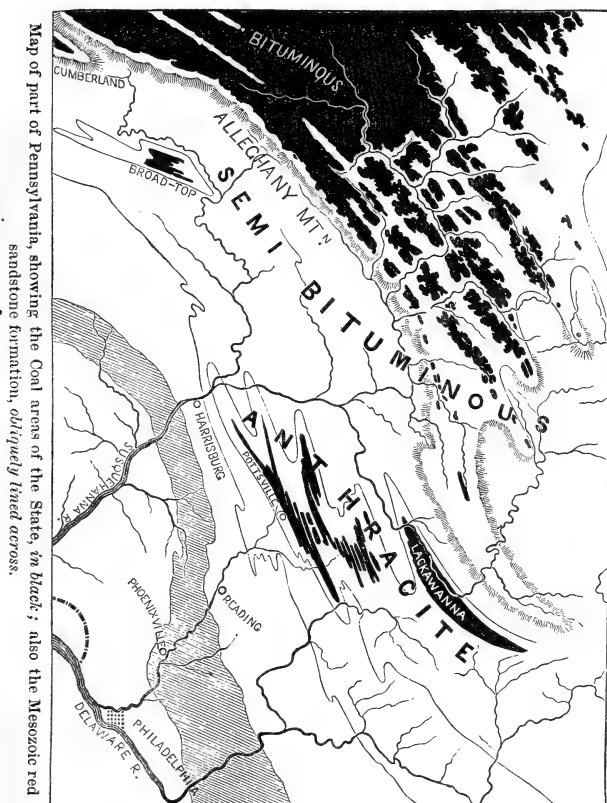 BITUMINOUS
CUMBERLAND
ALLEGHANY MT.N
BROAD-TOP
SEMI BITUMINOUS
ANTHRACITE
HARRISBURG
POTTSVILLE
LACKAWANNA
SUSQUEHANNA R.
READING
PHOENIXVILLE
PHILADELPHIA
DELAWARE R.
Map of part of Pennsylvania, showing the Coal areas of the State, in black; also the Mesozoic red
sandstone formation, obliquely lined across.